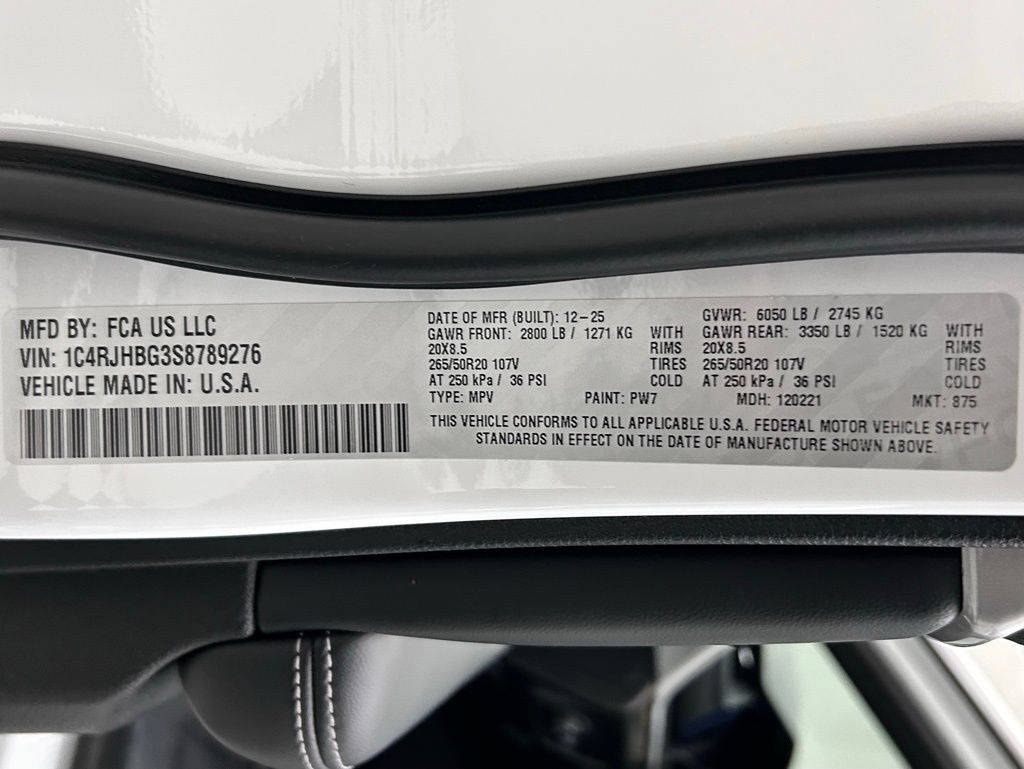 MFD BY: FCA US LLC
VIN: 1C4RJHBG3S8789276
VEHICLE MADE IN: U.S.A.
DATE OF MFR (BUILT): 12-25 GVWR: 6050 LB / 2745 KG
GAWR FRONT: 2800 LB / 1271 KG WITH GAWR REAR: 3350 LB / 1520 KG WITH
20X8.5 RIMS 20X8.5 RIMS
265/50R20 107V TIRES 265/50R20 107V TIRES
AT 250 kPa / 36 PSI COLD AT 250 kPa / 36 PSI COLD
TYPE: MPV PAINT: PW7 MDH: 120221 MKT: 875
THIS VEHICLE CONFORMS TO ALL APPLICABLE U.S.A. FEDERAL MOTOR VEHICLE SAFETY
STANDARDS IN EFFECT ON THE DATE OF MANUFACTURE SHOWN ABOVE.